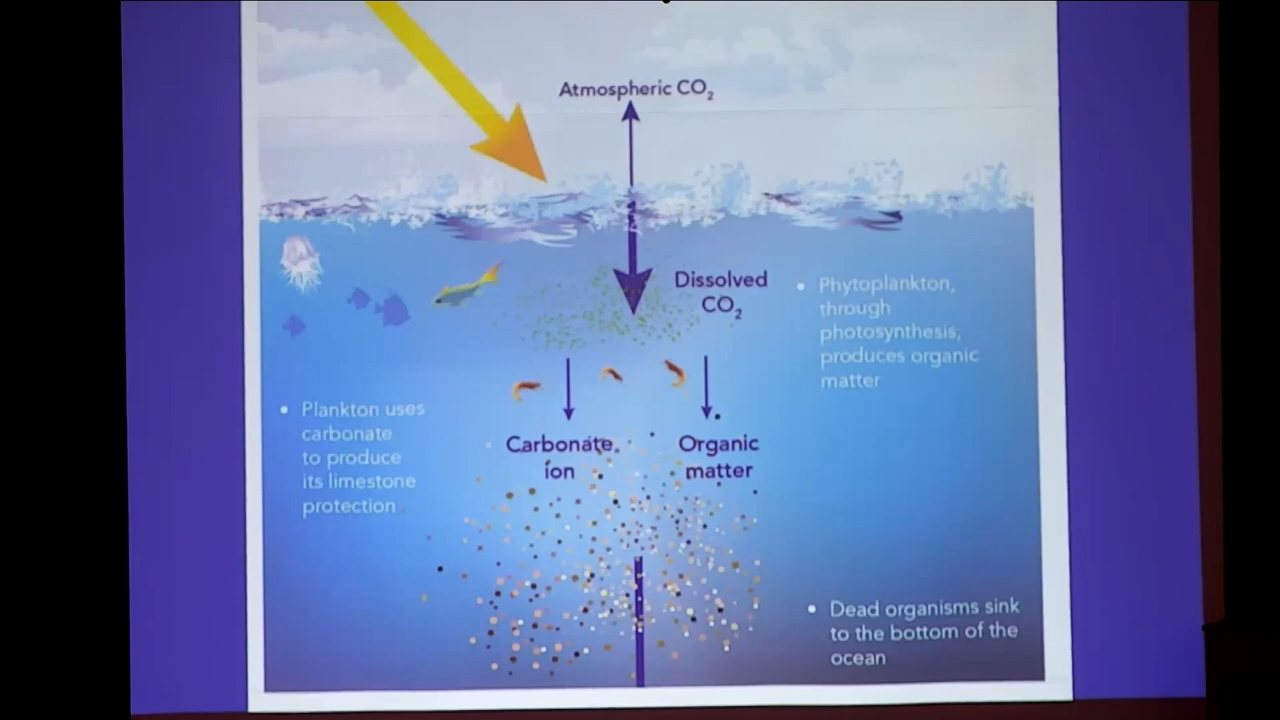 Atmospheric CO₂
Dissolved
CO₂
• Phytoplankton,
through
photosynthesis,
produces organic
matter
• Plankton uses
carbonate
to produce
its limestone
protection
Carbonate
ion
Organic
matter
• Dead organisms sink
to the bottom of the
ocean